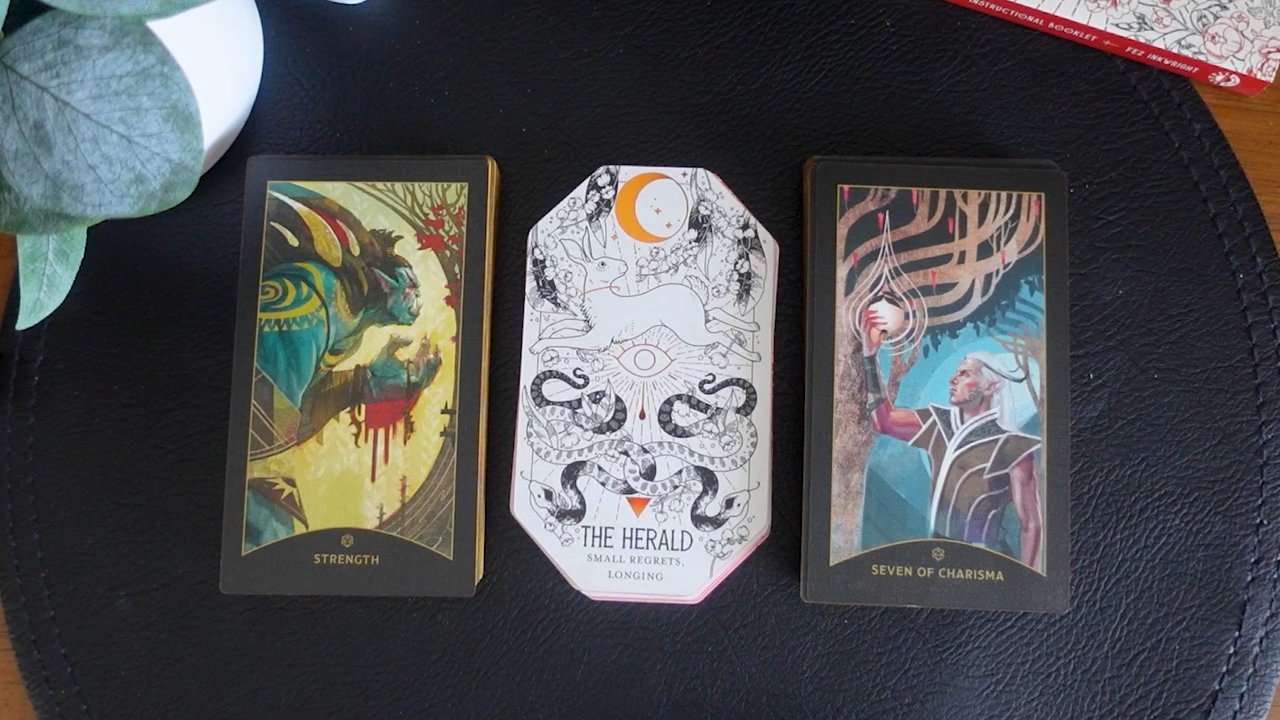 INSTRUCTIONAL BOOKLET
FEZ INKWRIGHT
STRENGTH
THE HERALD
SMALL REGRETS,
LONGING
SEVEN OF CHARISMA